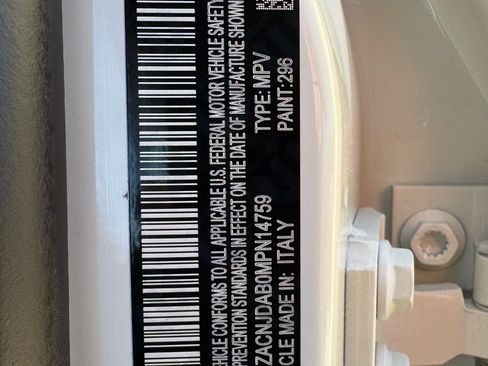 EHICLE CONFORMS TO ALL APPLICABLE U.S. FEDERAL MOTOR VEHICLE SAFETY
PREVENTION STANDARDS IN EFFECT ON THE DATE OF MANUFACTURE SHOWN
ZACNJDAB0MPN14759 TYPE: MPV
CLE MADE IN: ITALY PAINT: 296